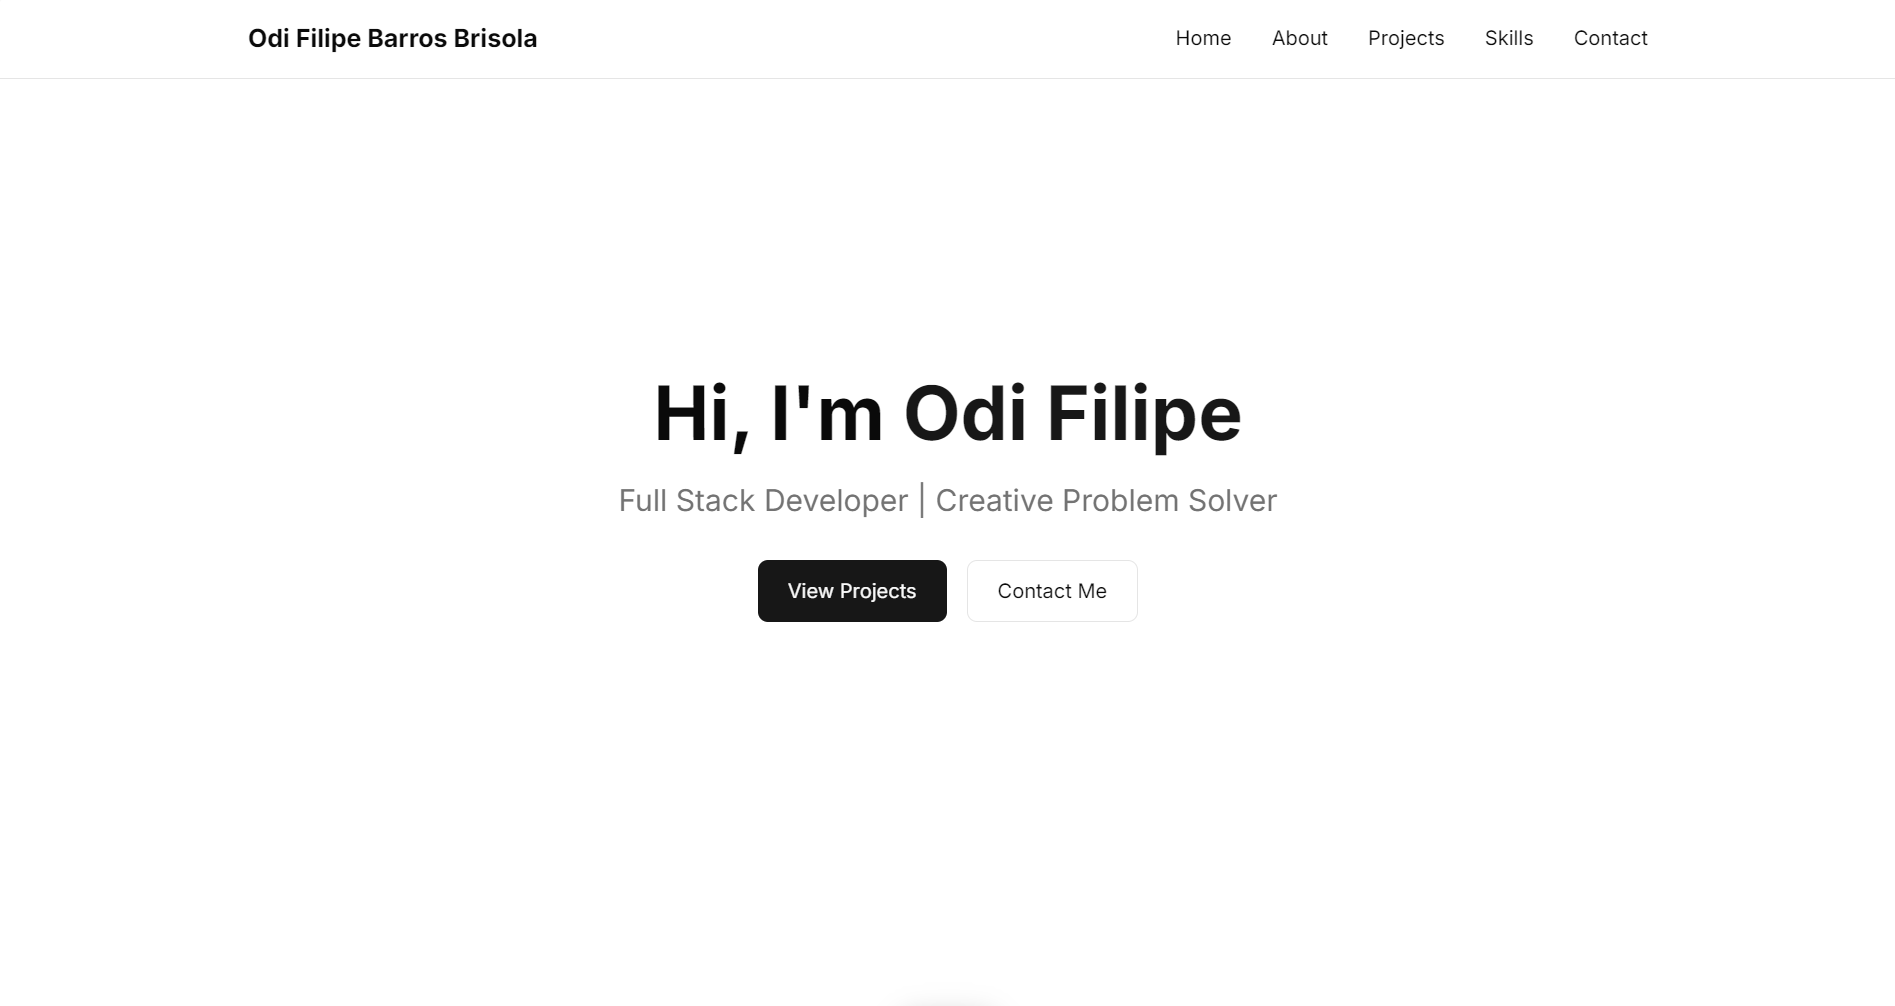 Odi Filipe Barros Brisola
Home About Projects Skills Contact
Hi, I'm Odi Filipe
Full Stack Developer | Creative Problem Solver
View Projects
Contact Me